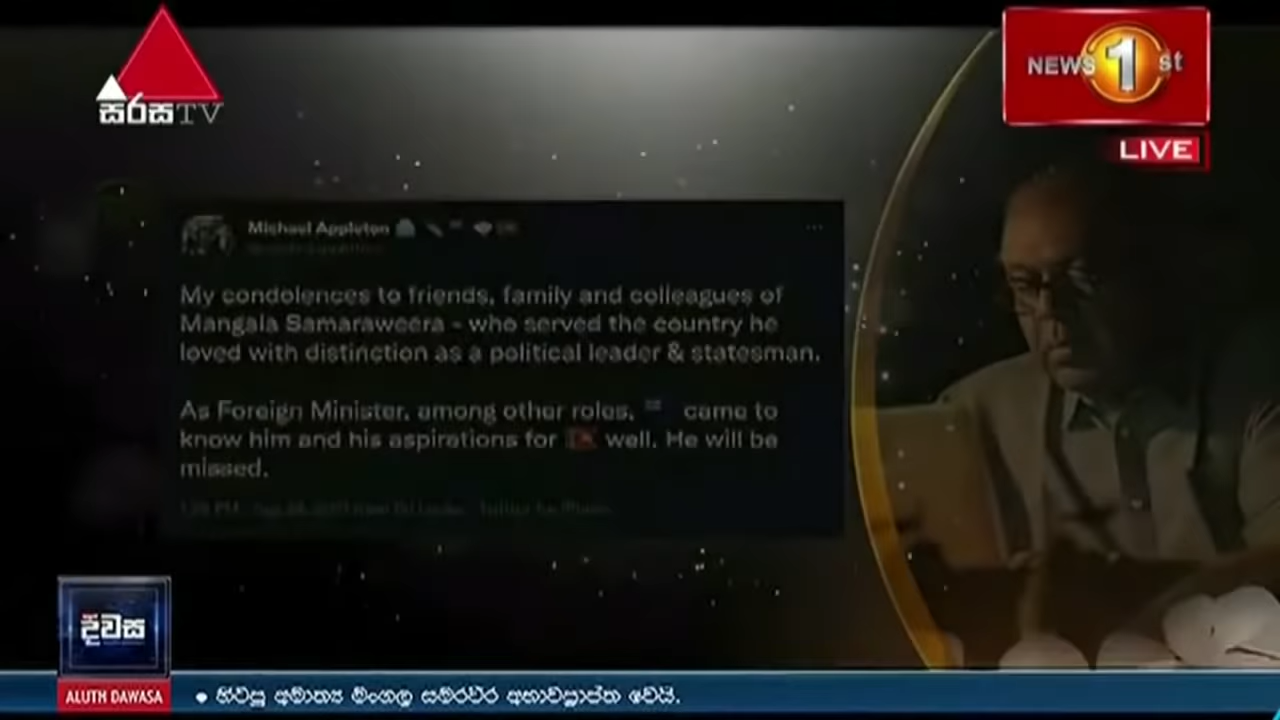 සිරස TV
NEWS 1st
LIVE
Michael Appleton
My condolences to friends, family and colleagues of
Mangala Samaraweera - who served the country he
loved with distinction as a political leader & statesman.
As Foreign Minister, among other roles, came to
know him and his aspirations for well. He will be
missed.
දිවස
ALUTH DAWASA
• හිටපු අමාත්‍ය මංගල සමරවීර අභාවප්‍රාප්ත වෙයි.